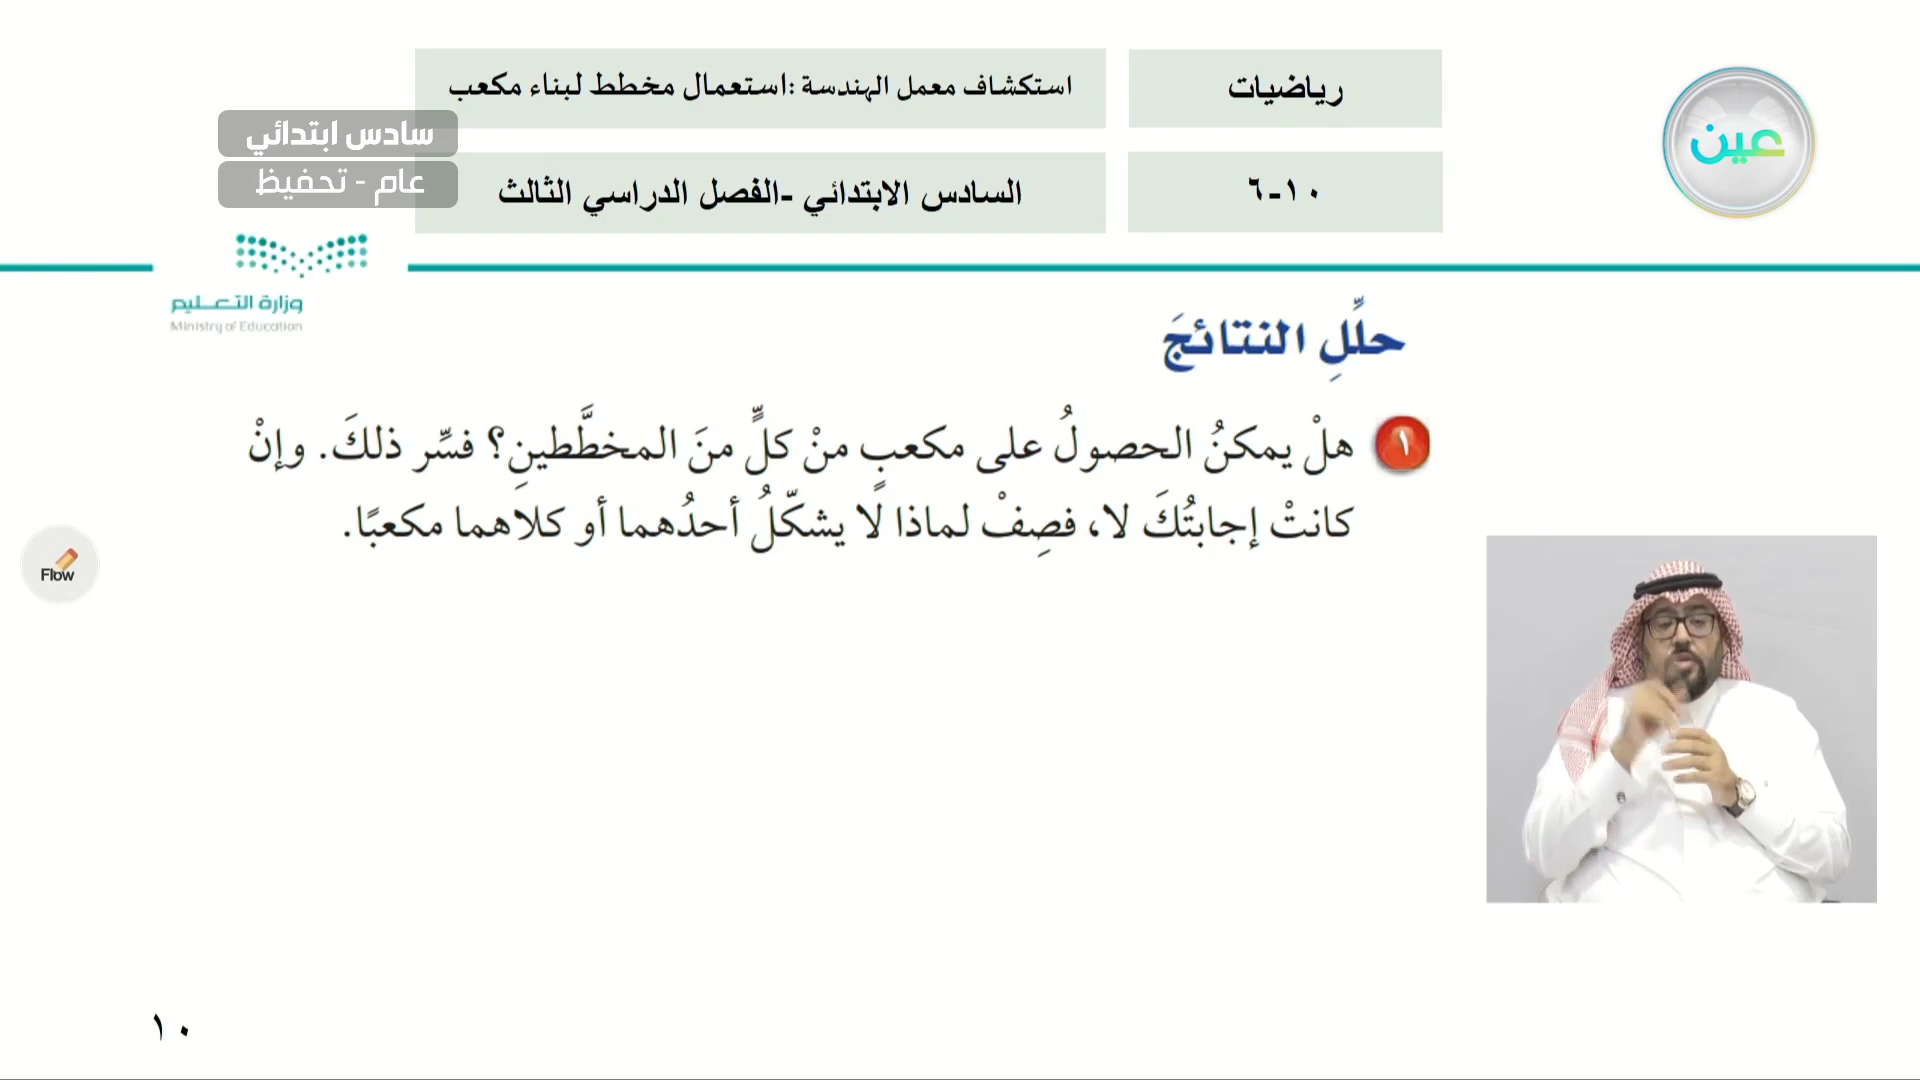 رياضيات
استكشاف معمل الهندسة :استعمال مخطط لبناء مكعب
سادس ابتدائي
عين
عام - تحفيظ
١٠-٦
السادس الابتدائي -الفصل الدراسي الثالث
وزارة التعليم
Ministry of Education
حلِّلِ النتائجَ
١ هلْ يمكنُ الحصولُ على مكعبٍ منْ كلٍّ منَ المخطَّطينِ؟ فسِّر ذلكَ. وإنْ
كانتْ إجابتُكَ لا، فصِفْ لماذا لا يشكّلُ أحدُهما أو كلاهما مكعبًا.
Flow
١٠